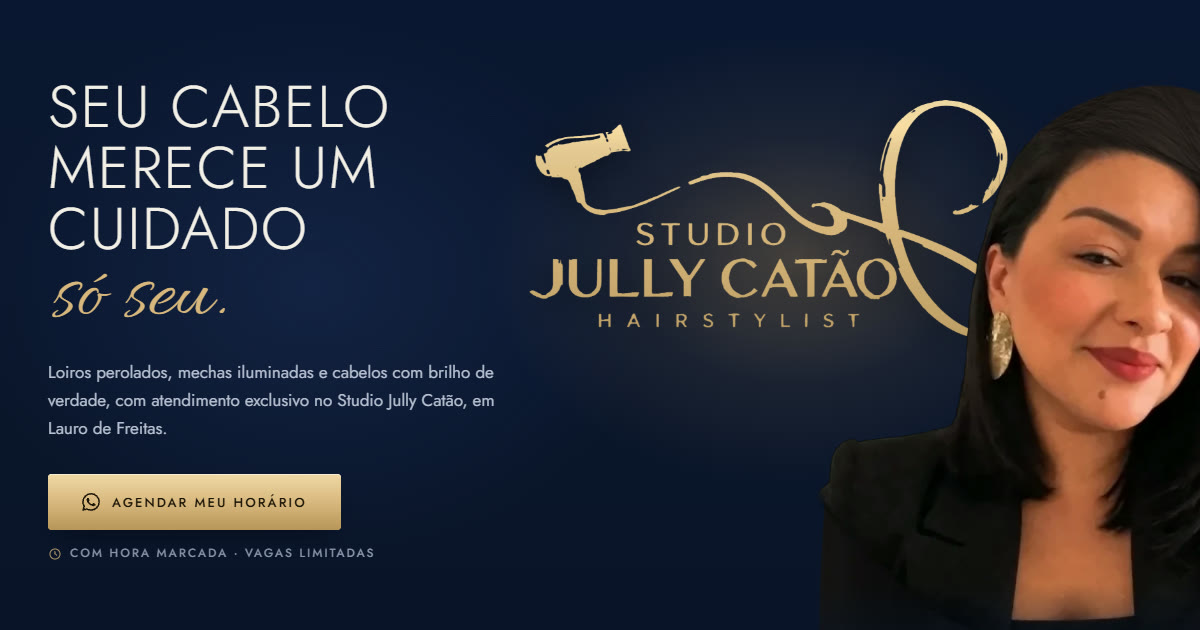 SEU CABELO
MERECE UM
CUIDADO
só seu.
Loiros perolados, mechas iluminadas e cabelos com brilho de
verdade, com atendimento exclusivo no Studio Jully Catão, em
Lauro de Freitas.
AGENDAR MEU HORÁRIO
COM HORA MARCADA · VAGAS LIMITADAS
STUDIO
JULLY CATÃO
HAIRSTYLIST